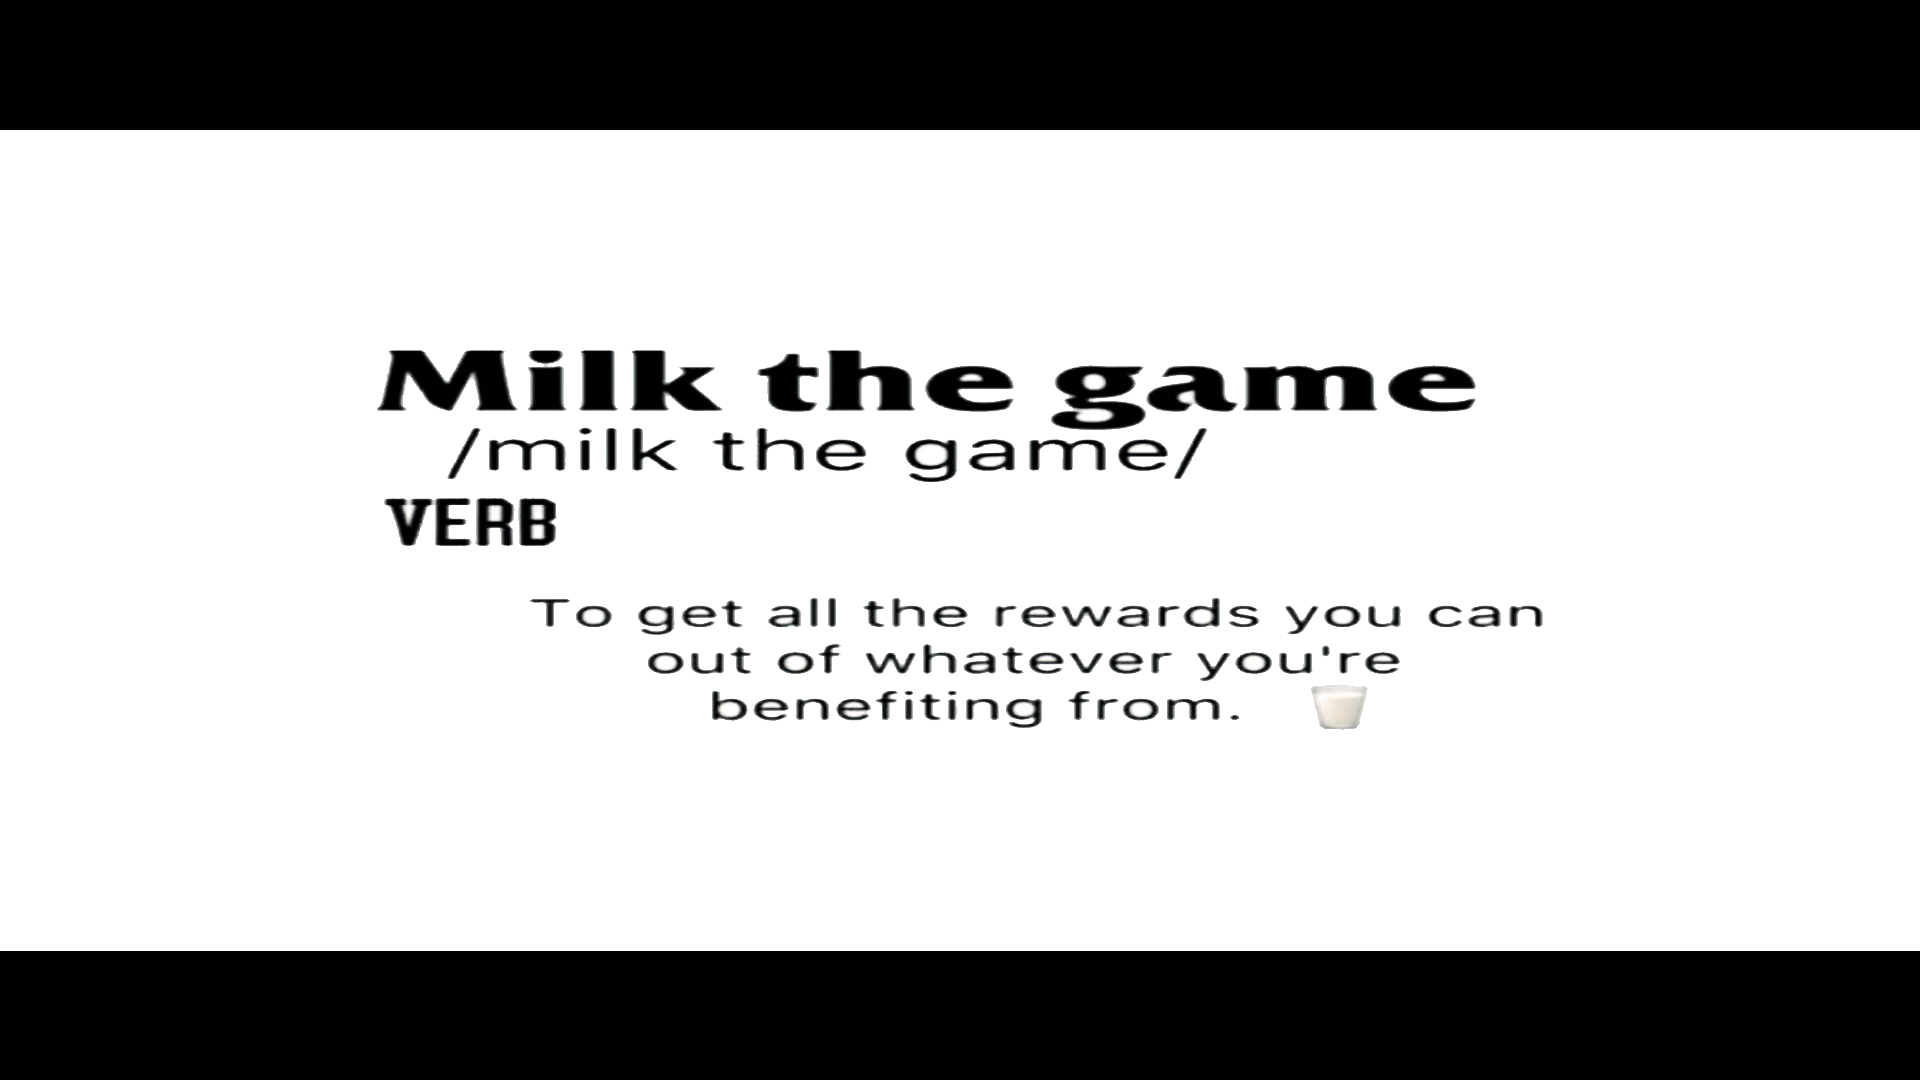 Milk the game
/milk the game/
VERB
To get all the rewards you can
out of whatever you're
benefiting from. 🥛